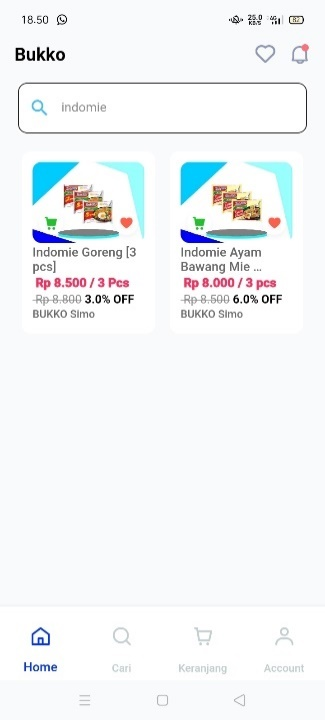 18.50
25.0
KB/S
4G
62
Bukko
indomie
Indomie Goreng [3
pcs]
Rp 8.500 / 3 Pcs
Rp 8.800 3.0% OFF
BUKKO Simo
Indomie Ayam
Bawang Mie ...
Rp 8.000 / 3 pcs
Rp 8.500 6.0% OFF
BUKKO Simo
Home
Cari
Keranjang
Account